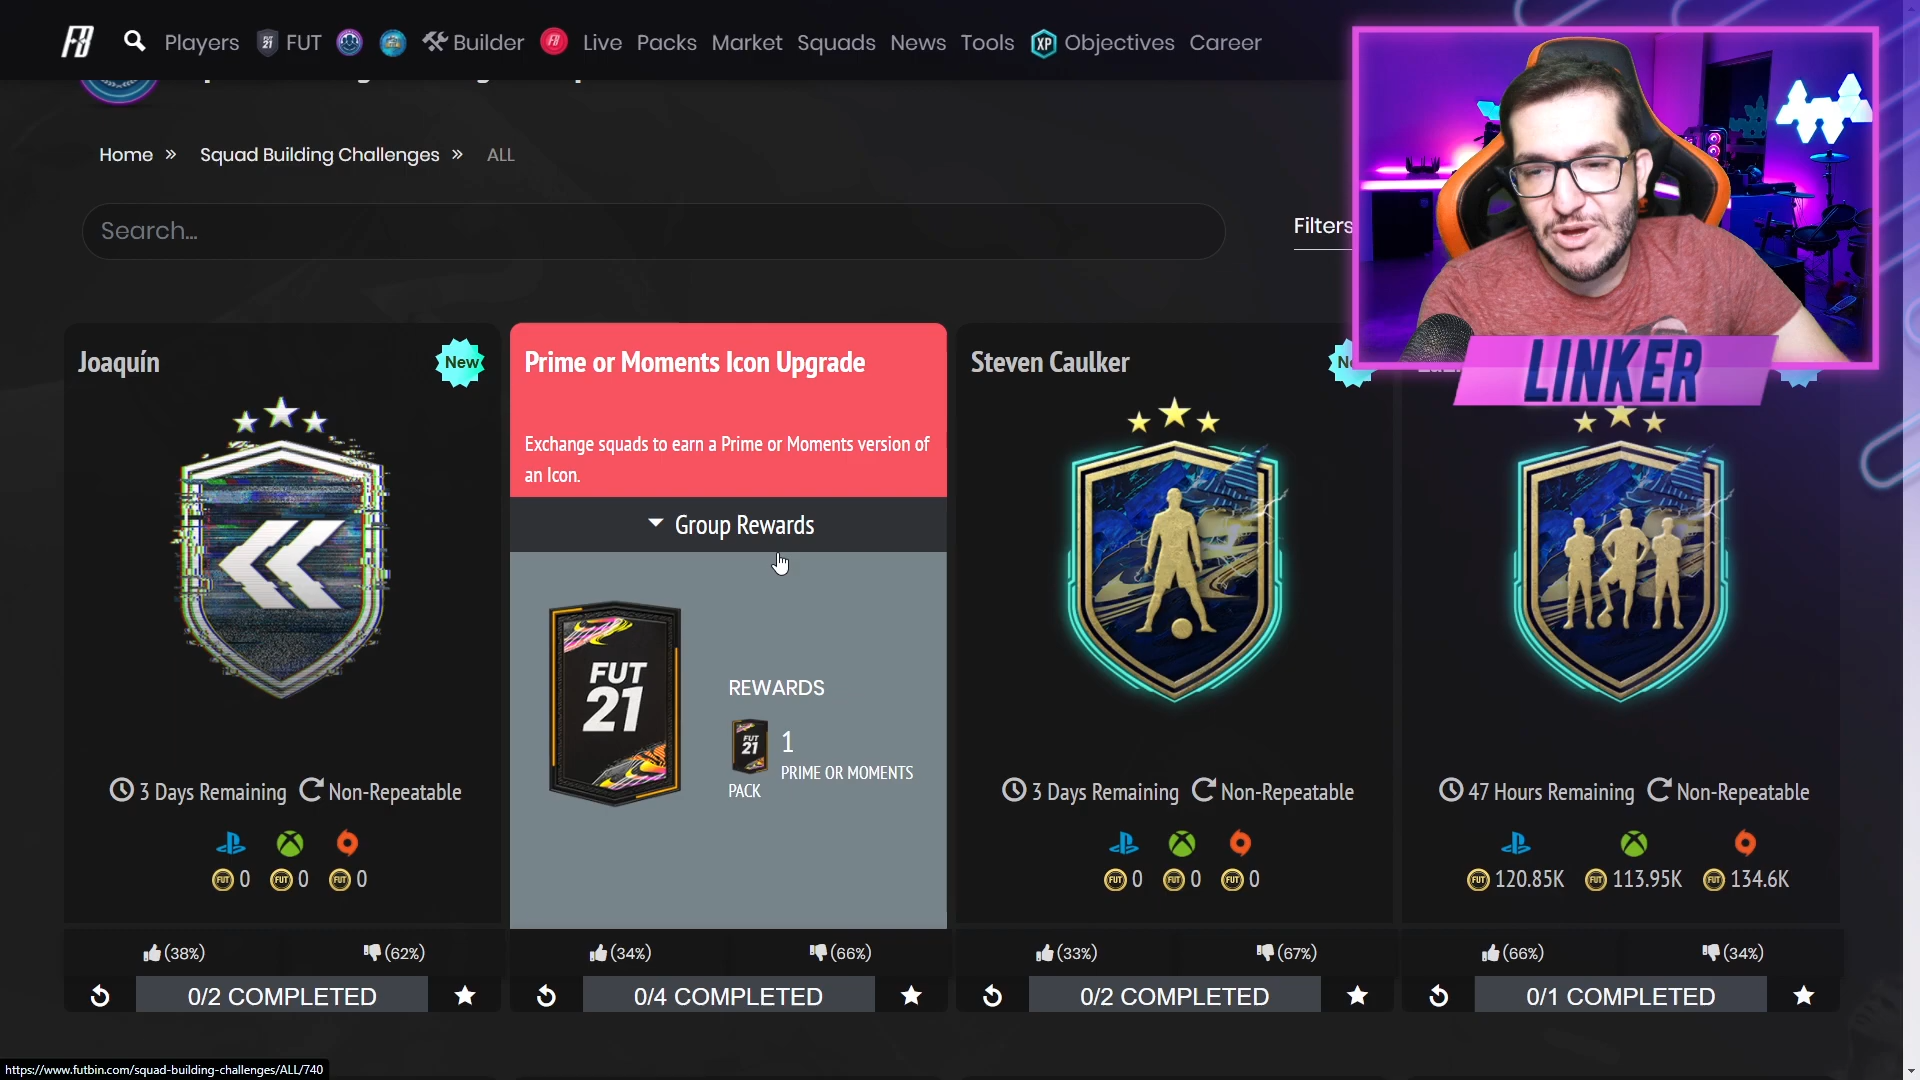 Players FUT Builder Live Packs Market Squads News Tools XP Objectives Career
Home » Squad Building Challenges » ALL
Search...
Filters
Joaquín
New
3 Days Remaining Non-Repeatable
0 0 0
(38%) (62%)
0/2 COMPLETED
Prime or Moments Icon Upgrade
Exchange squads to earn a Prime or Moments version of
an Icon.
Group Rewards
FUT
21
REWARDS
FUT
21
1
PRIME OR MOMENTS
PACK
(34%) (66%)
0/4 COMPLETED
Steven Caulker
3 Days Remaining Non-Repeatable
0 0 0
(33%) (67%)
0/2 COMPLETED
47 Hours Remaining Non-Repeatable
120.85K 113.95K 134.6K
(66%) (34%)
0/1 COMPLETED
LINKER
https://www.futbin.com/squad-building-challenges/ALL/740